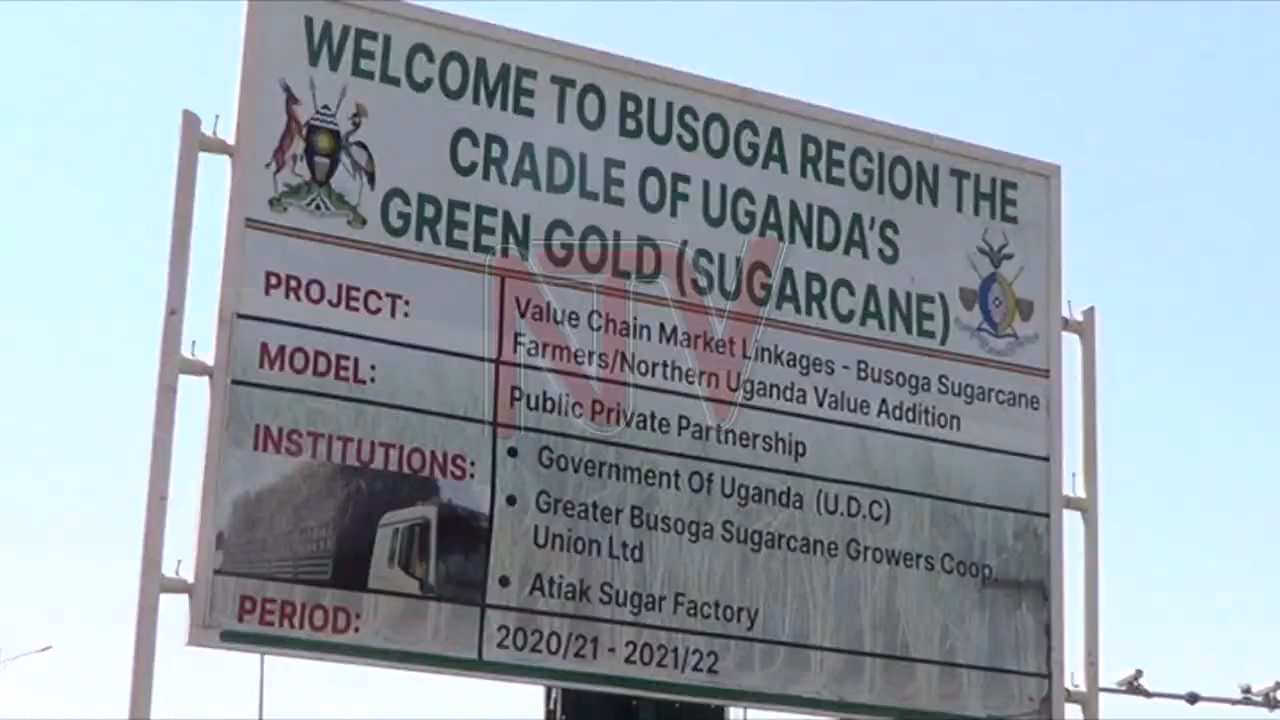 WELCOME TO BUSOGA REGION THE
CRADLE OF UGANDA'S
GREEN GOLD (SUGARCANE)
PROJECT:
Value Chain Market Linkages - Busoga Sugarcane
Farmers/Northern Uganda Value Addition
MODEL:
Public Private Partnership
INSTITUTIONS:
• Government Of Uganda (U.D.C)
• Greater Busoga Sugarcane Growers Coop.
Union Ltd
• Atiak Sugar Factory
PERIOD:
2020/21 - 2021/22
NTV